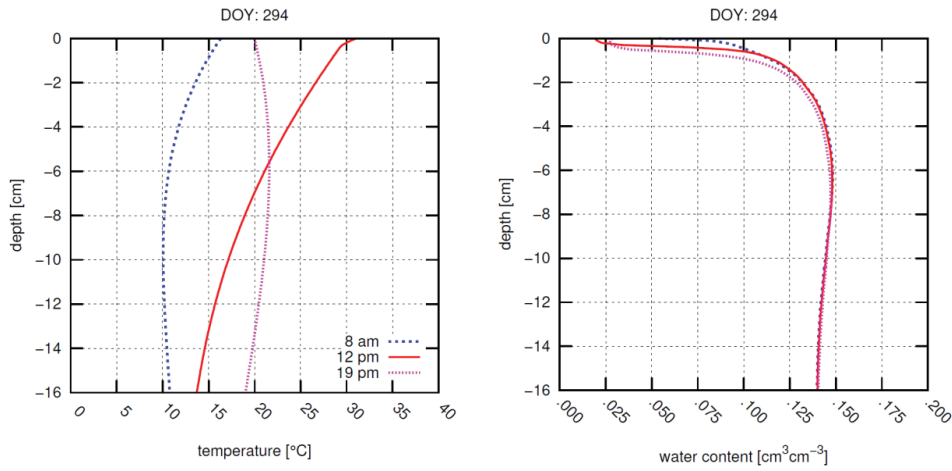 DOY: 294
0
−2
−4
−6
−8
−10
−12
−14
−16
depth [cm]
8 am
12 pm
19 pm
0 5 10 15 20 25 30 35 40
temperature [°C]
DOY: 294
0
−2
−4
−6
−8
−10
−12
−14
−16
depth [cm]
.000 .025 .050 .075 .100 .125 .150 .175 .200
water content [cm³cm⁻³]